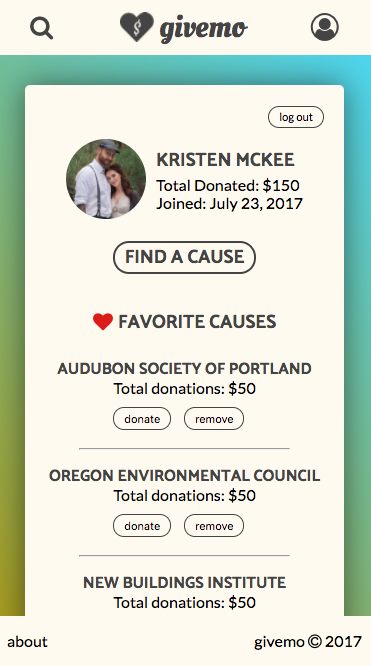 givemo
log out
KRISTEN MCKEE
Total Donated: $150
Joined: July 23, 2017
FIND A CAUSE
FAVORITE CAUSES
AUDUBON SOCIETY OF PORTLAND
Total donations: $50
donate remove
OREGON ENVIRONMENTAL COUNCIL
Total donations: $50
donate remove
NEW BUILDINGS INSTITUTE
Total donations: $50
about givemo © 2017